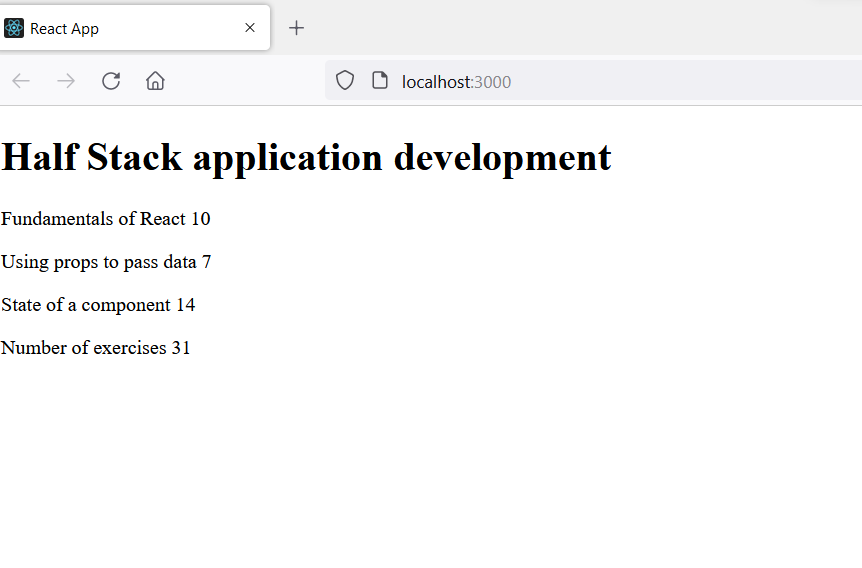 React App
localhost:3000
Half Stack application development
Fundamentals of React 10
Using props to pass data 7
State of a component 14
Number of exercises 31